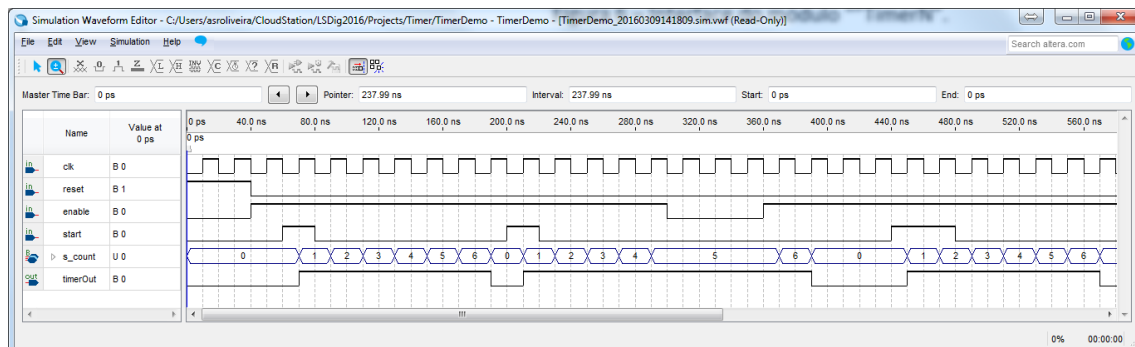 Simulation Waveform Editor - C:/Users/asroliveira/CloudStation/LSDig2016/Projects/Timer/TimerDemo - TimerDemo - [TimerDemo_20160309141809.sim.vwf (Read-Only)]
File Edit View Simulation Help Search altera.com
Master Time Bar: 0 ps Pointer: 237.99 ns Interval: 237.99 ns Start: 0 ps End: 0 ps
Name Value at 0 ps
0 ps 40.0 ns 80.0 ns 120.0 ns 160.0 ns 200.0 ns 240.0 ns 280.0 ns 320.0 ns 360.0 ns 400.0 ns 440.0 ns 480.0 ns 520.0 ns 560.0 ns
0 ps
clk B 0
reset B 1
enable B 0
start B 0
s_count U 0 0 1 2 3 4 5 6 0 1 2 3 4 5 6 0 1 2 3 4 5 6
timerOut B 0
0% 00:00:00